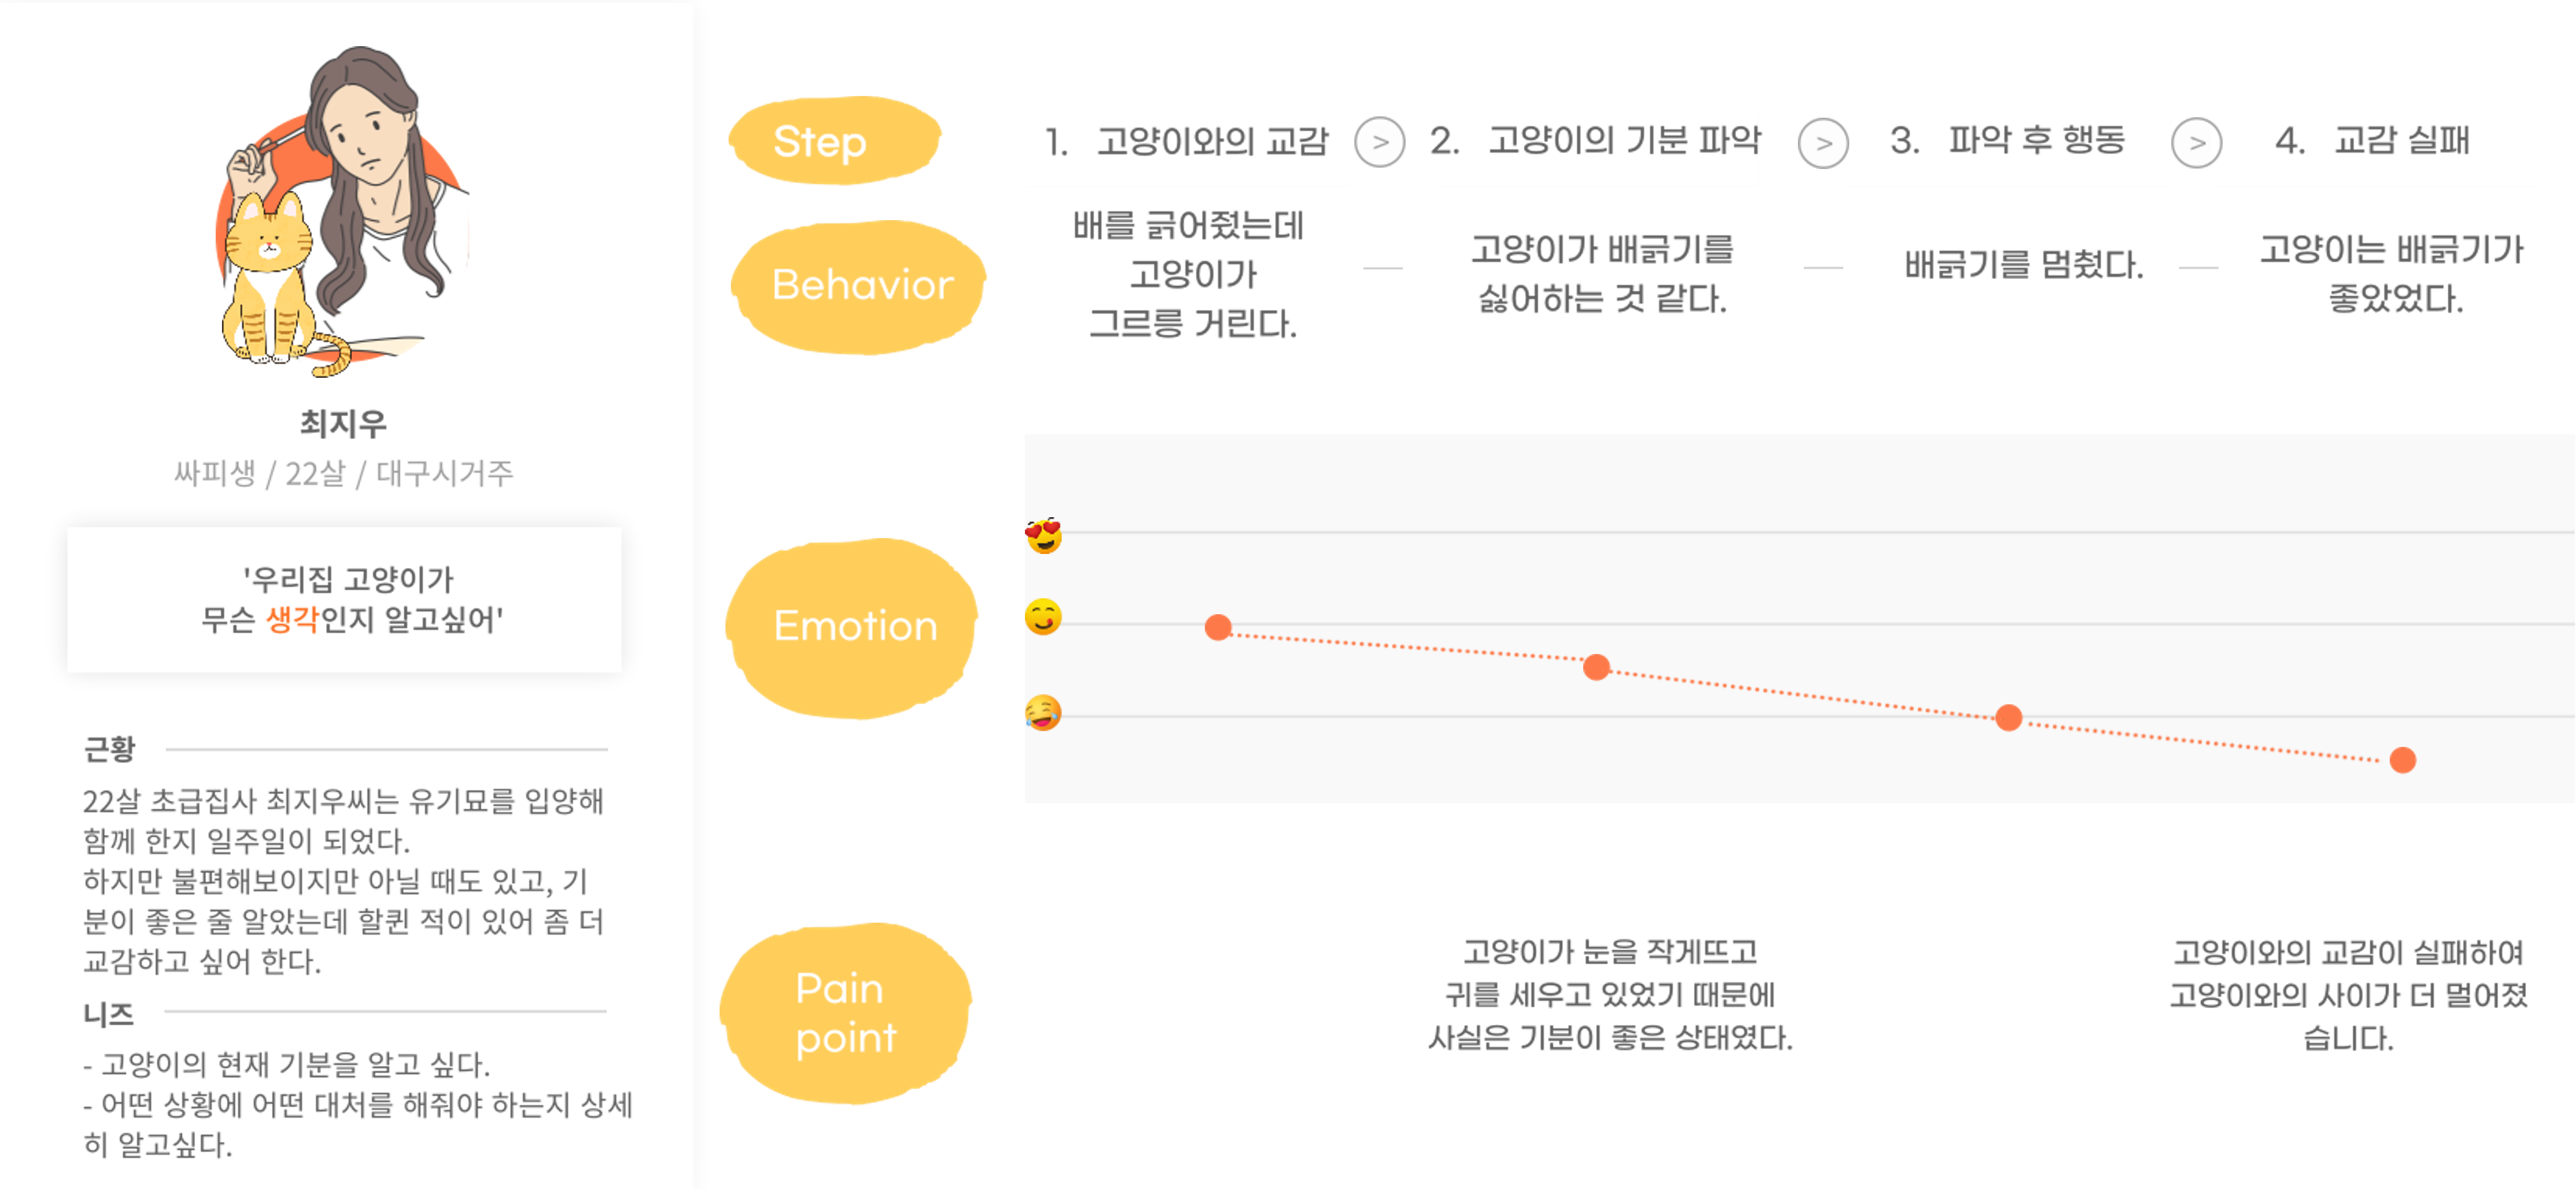 최지우
싸피생 / 22살 / 대구시거주
'우리집 고양이가
무슨 생각인지 알고싶어'
근황
22살 초급집사 최지우씨는 유기묘를 입양해
함께 한지 일주일이 되었다.
하지만 불편해보이지만 아닐 때도 있고, 기
분이 좋은 줄 알았는데 할퀸 적이 있어 좀 더
교감하고 싶어 한다.
니즈
- 고양이의 현재 기분을 알고 싶다.
- 어떤 상황에 어떤 대처를 해줘야 하는지 상세
히 알고싶다.
Step
1. 고양이와의 교감 > 2. 고양이의 기분 파악 > 3. 파악 후 행동 > 4. 교감 실패
Behavior
배를 긁어줬는데
고양이가
그르릉 거린다.
고양이가 배긁기를
싫어하는 것 같다.
배긁기를 멈췄다.
고양이는 배긁기가
좋았었다.
Emotion
Pain
point
고양이가 눈을 작게뜨고
귀를 세우고 있었기 때문에
사실은 기분이 좋은 상태였다.
고양이와의 교감이 실패하여
고양이와의 사이가 더 멀어졌
습니다.